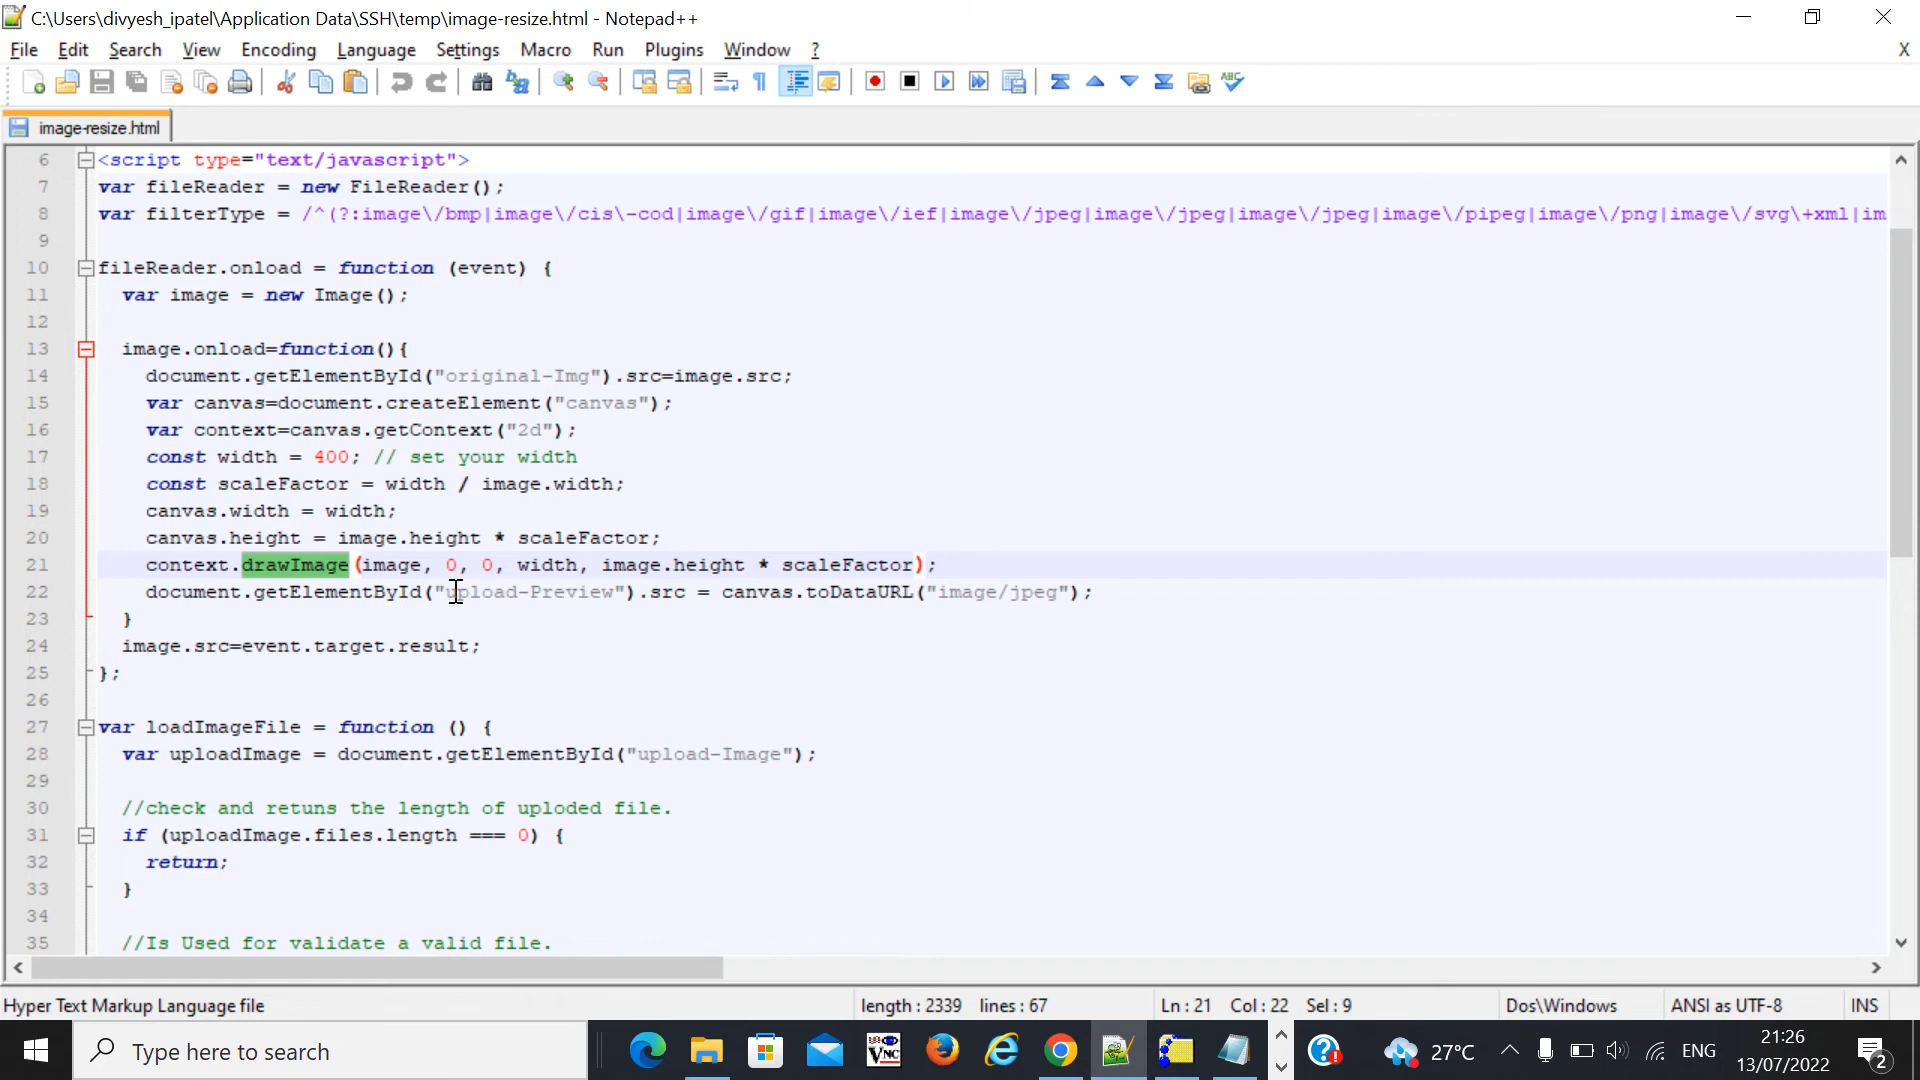 C:\Users\divyesh_ipatel\Application Data\SSH\temp\image-resize.html - Notepad++
File Edit Search View Encoding Language Settings Macro Run Plugins Window ? X
image-resize.html
6 <script type="text/javascript">
7 var fileReader = new FileReader();
8 var filterType = /^(?:image\/bmp|image\/cis\-cod|image\/gif|image\/ief|image\/jpeg|image\/jpeg|image\/jpeg|image\/pipeg|image\/png|image\/svg\+xml|im
9
10 fileReader.onload = function (event) {
11 var image = new Image();
12
13 image.onload=function(){
14 document.getElementById("original-Img").src=image.src;
15 var canvas=document.createElement("canvas");
16 var context=canvas.getContext("2d");
17 const width = 400; // set your width
18 const scaleFactor = width / image.width;
19 canvas.width = width;
20 canvas.height = image.height * scaleFactor;
21 context.drawImage(image, 0, 0, width, image.height * scaleFactor);
22 document.getElementById("upload-Preview").src = canvas.toDataURL("image/jpeg");
23 }
24 image.src=event.target.result;
25 };
26
27 var loadImageFile = function () {
28 var uploadImage = document.getElementById("upload-Image");
29
30 //check and retuns the length of uploded file.
31 if (uploadImage.files.length === 0) {
32 return;
33 }
34
35 //Is Used for validate a valid file.
Hyper Text Markup Language file length : 2339 lines : 67 Ln : 21 Col : 22 Sel : 9 Dos\Windows ANSI as UTF-8 INS
Type here to search 27°C ENG 21:26
13/07/2022 2